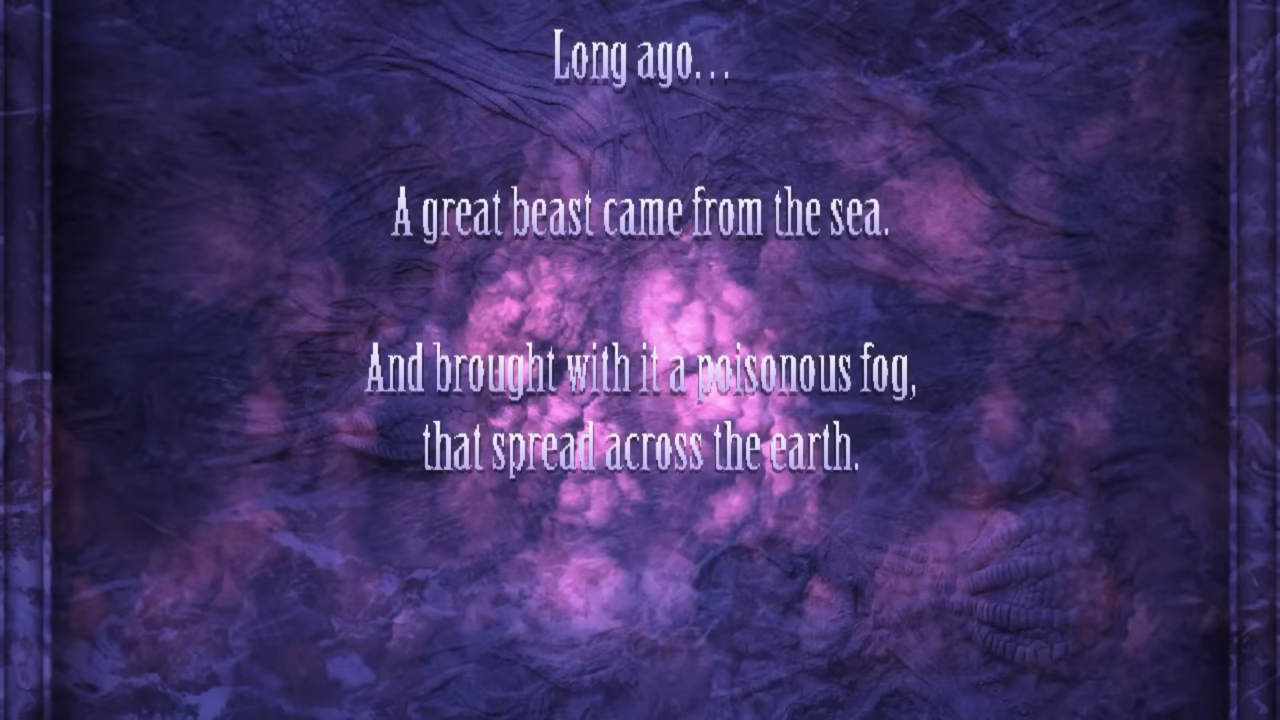 Long ago...
A great beast came from the sea.
And brought with it a poisonous fog,
that spread across the earth.